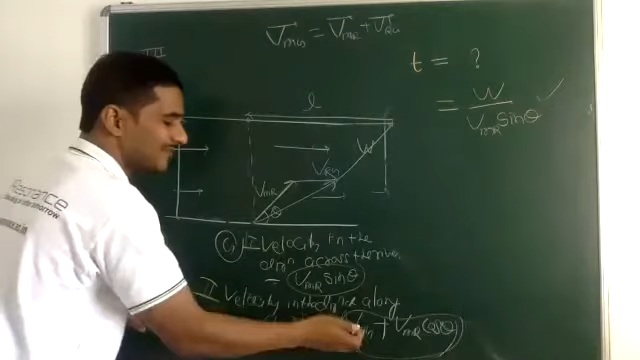 V_mG = V_mR + V_RG
t = ?
= W / V_mR Sinθ ✓
l
W
V_RG
V_mR
θ
I Velocity in the
dirⁿ across the river
= V_mR Sinθ
II Velocity in the along
+ V_mR Cosθ
Resonance